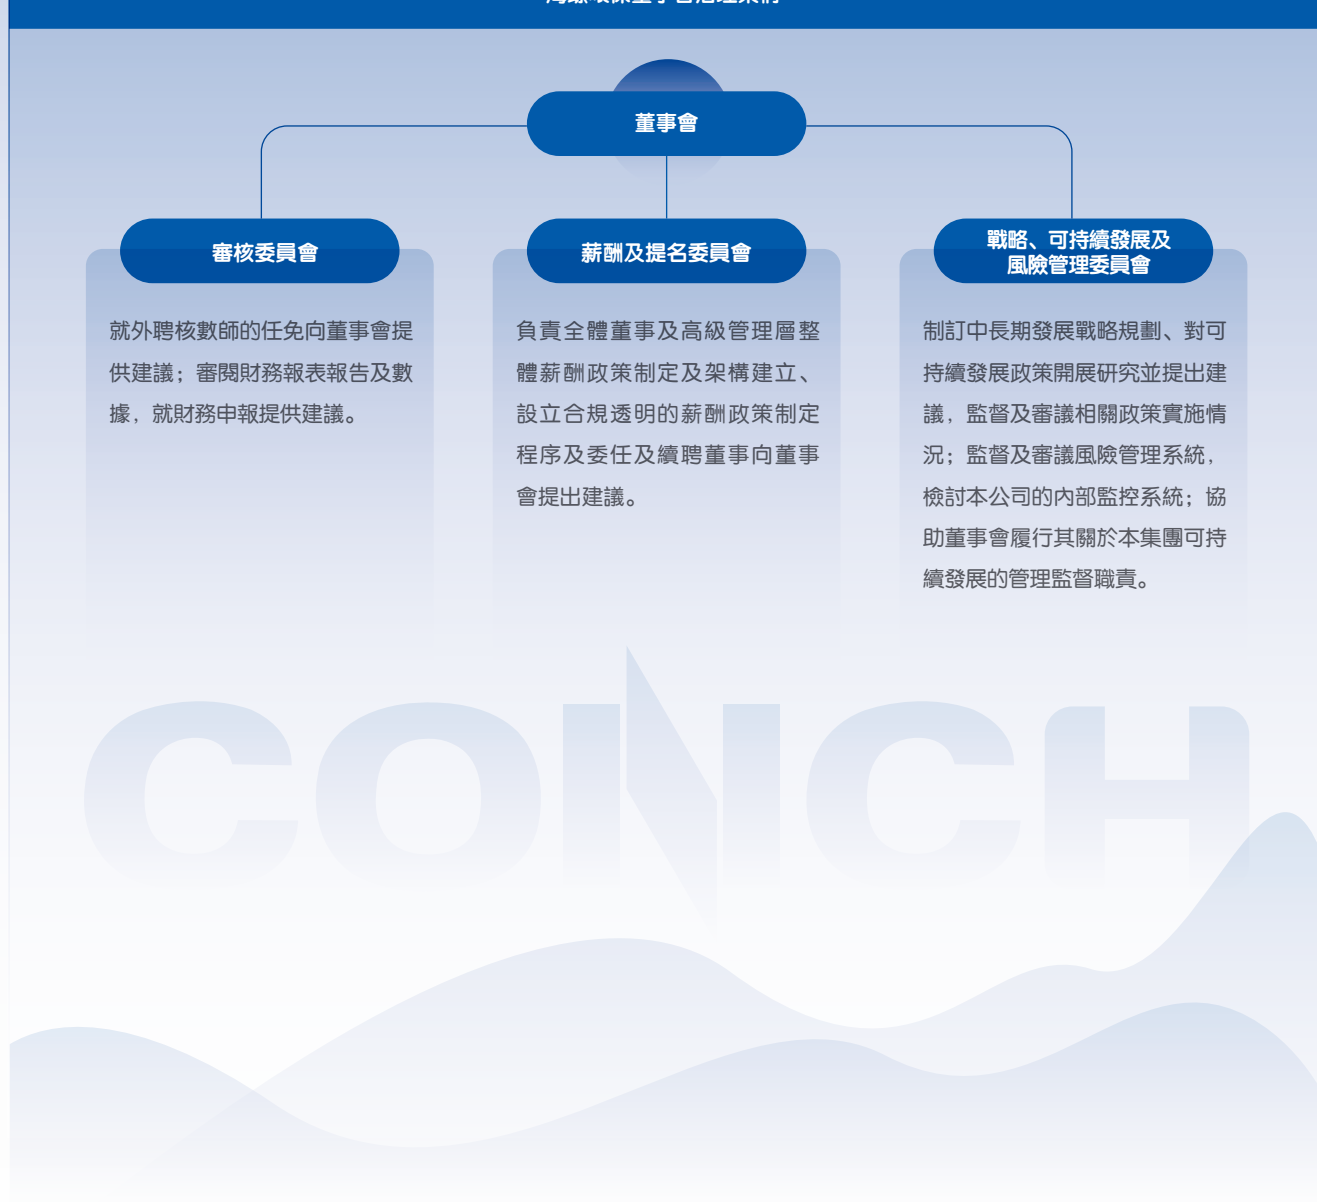 董事會
審核委員會
就外聘核數師的任免向董事會提
供建議；審閱財務報表報告及數
據，就財務申報提供建議。
薪酬及提名委員會
負責全體董事及高級管理層整
體薪酬政策制定及架構建立、
設立合規透明的薪酬政策制定
程序及委任及續聘董事向董事
會提出建議。
戰略、可持續發展及
風險管理委員會
制訂中長期發展戰略規劃、對可
持續發展政策開展研究並提出建
議，監督及審議相關政策實施情
況；監督及審議風險管理系統，
檢討本公司的內部監控系統；協
助董事會履行其關於本集團可持
續發展的管理監督職責。
CONCH